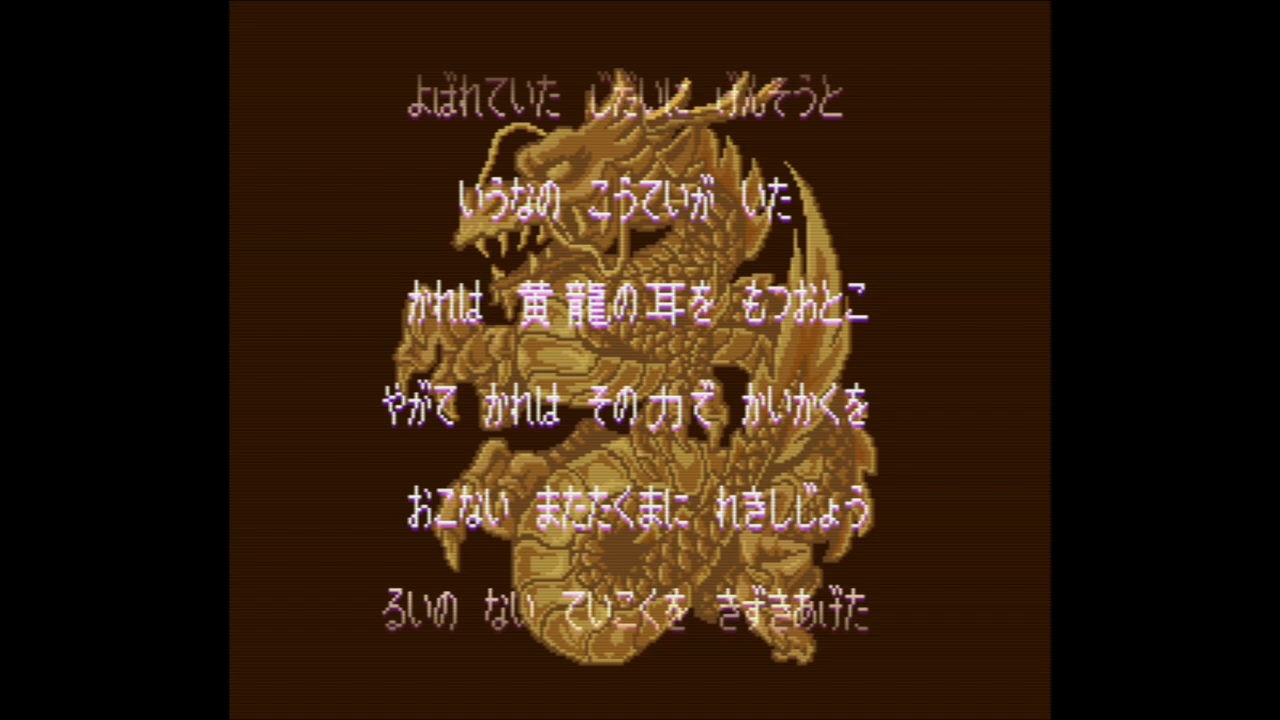 よばれていた じだいに げんそうと
いうなの こうていが いた
かれは 黄龍の耳を もつおとこ
やがて かれは その力で かいかくを
おこない またたくまに れきしじょう
るいの ない ていこくを きずきあげた